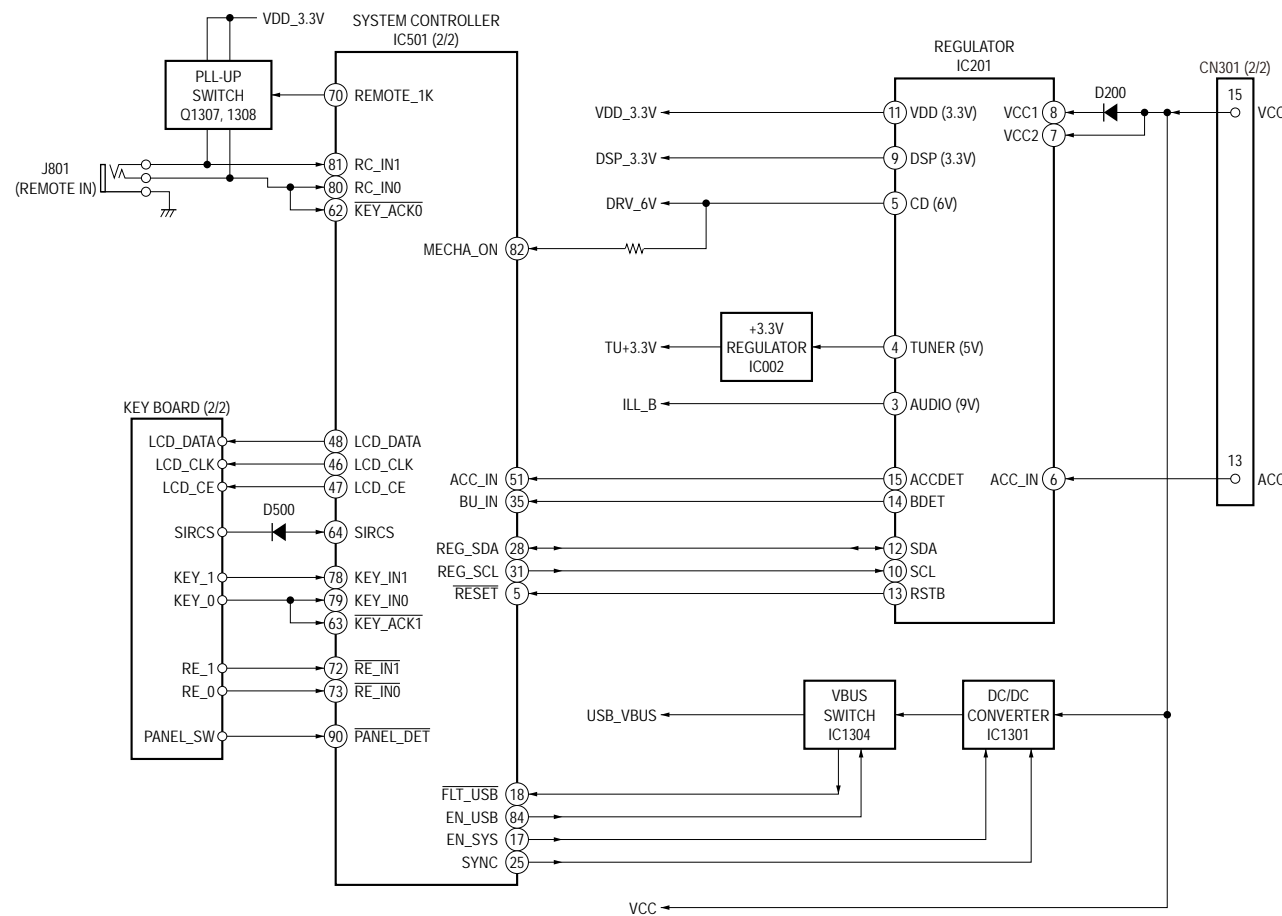 VDD_3.3V
SYSTEM CONTROLLER
IC501 (2/2)
PLL-UP
SWITCH
Q1307, 1308
70 REMOTE_1K
J801
(REMOTE IN)
81 RC_IN1
80 RC_IN0
62 KEY_ACK0
MECHA_ON 82
KEY BOARD (2/2)
LCD_DATA 48 LCD_DATA
LCD_CLK 46 LCD_CLK
LCD_CE 47 LCD_CE
D500
SIRCS 64 SIRCS
KEY_1 78 KEY_IN1
KEY_0 79 KEY_IN0
63 KEY_ACK1
RE_1 72 RE_IN1
RE_0 73 RE_IN0
PANEL_SW 90 PANEL_DET
ACC_IN 51
BU_IN 35
REG_SDA 28
REG_SCL 31
RESET 5
FLT_USB 18
EN_USB 84
EN_SYS 17
SYNC 25
REGULATOR
IC201
VDD_3.3V 11 VDD (3.3V)
DSP_3.3V 9 DSP (3.3V)
DRV_6V 5 CD (6V)
+3.3V
REGULATOR
IC002
TU+3.3V 4 TUNER (5V)
ILL_B 3 AUDIO (9V)
15 ACCDET
14 BDET
12 SDA
10 SCL
13 RSTB
VCC1 8
VCC2 7
D200
ACC_IN 6
CN301 (2/2)
15
VCC
13
ACC
USB_VBUS
VBUS
SWITCH
IC1304
DC/DC
CONVERTER
IC1301
VCC